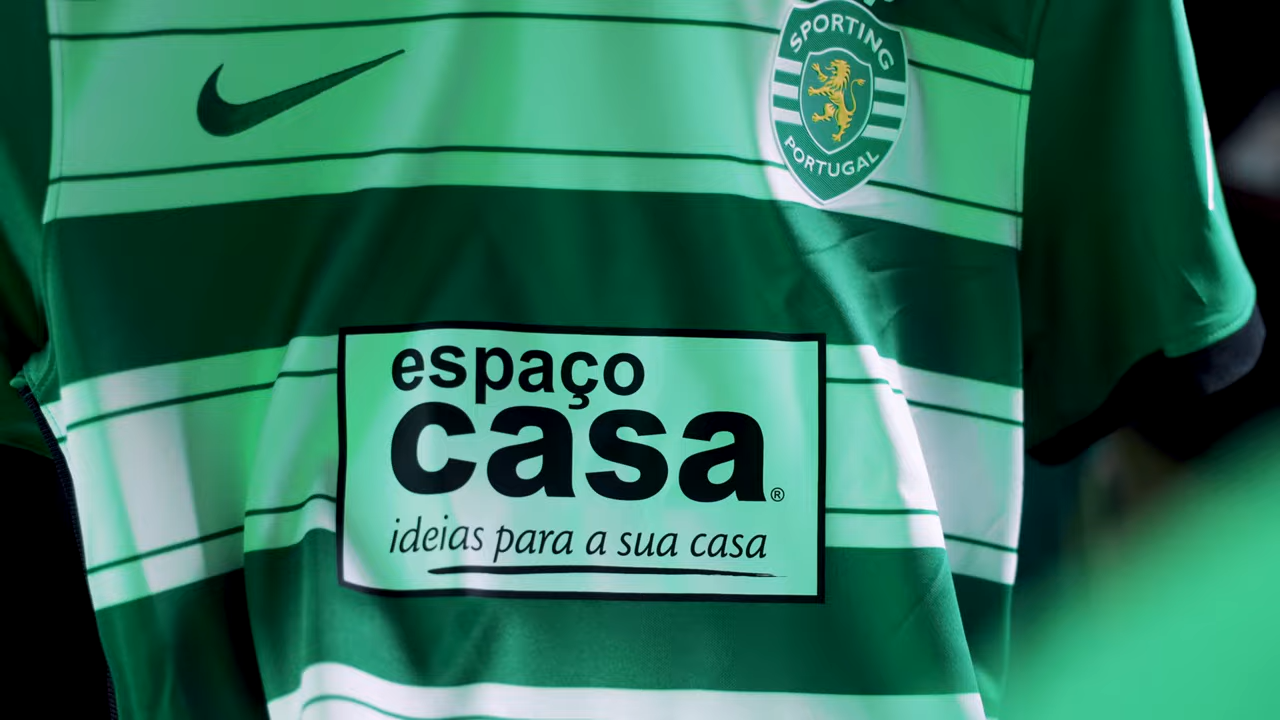 SPORTING
PORTUGAL
espaço
casa®
ideias para a sua casa